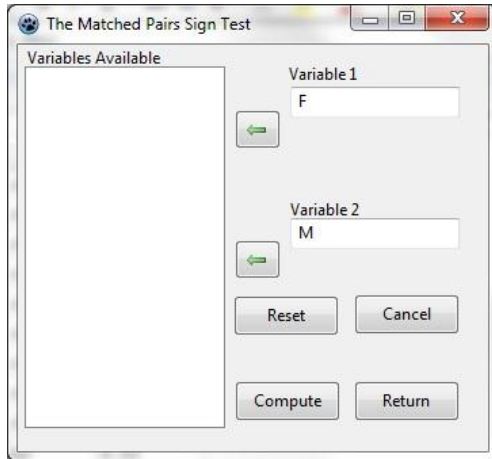 The Matched Pairs Sign Test
Variables Available
Variable 1
F
Variable 2
M
Reset
Cancel
Compute
Return